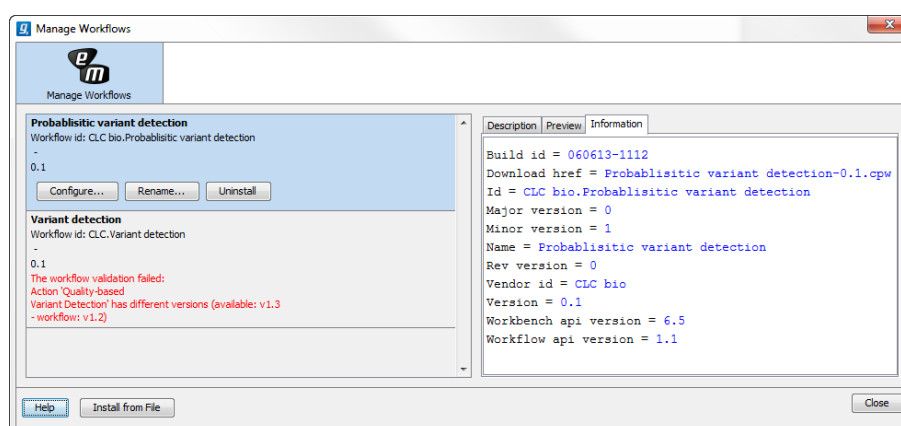 Manage Workflows
em
Manage Workflows
Probablisitic variant detection
Workflow id: CLC bio.Probablisitic variant detection
-
0.1
Configure... Rename... Uninstall
Variant detection
Workflow id: CLC.Variant detection
-
0.1
The workflow validation failed:
Action 'Quality-based
Variant Detection' has different versions (available: v1.3
- workflow: v1.2)
Description Preview Information
Build id = 060613-1112
Download href = Probablisitic variant detection-0.1.cpw
Id = CLC bio.Probablisitic variant detection
Major version = 0
Minor version = 1
Name = Probablisitic variant detection
Rev version = 0
Vendor id = CLC bio
Version = 0.1
Workbench api version = 6.5
Workflow api version = 1.1
Help Install from File Close